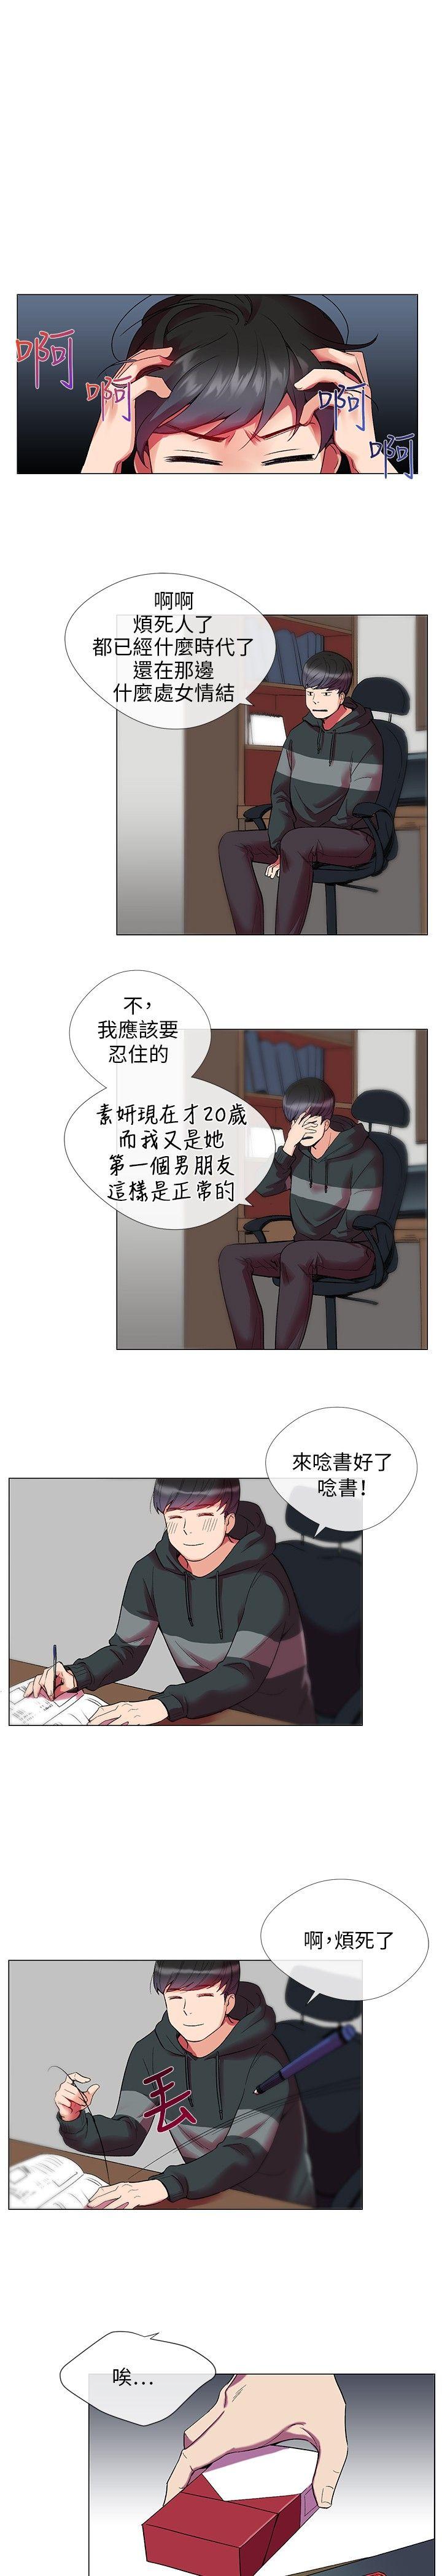 啊
啊
啊
啊
啊啊
煩死人了
都已經什麼時代了
還在那邊
什麼處女情結
不，
我應該要
忍住的
素妍現在才20歲
而我又是她
第一個男朋友
這樣是正常的
來唸書好了
唸書！
啊，煩死了
丟
唉...